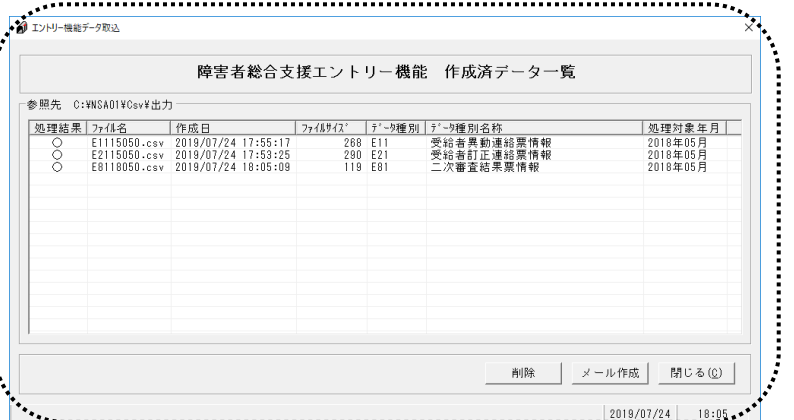 エントリー機能データ取込
障害者総合支援エントリー機能　作成済データ一覧
参照先　C:¥NSA01¥Csv¥出力
処理結果 ﾌｧｲﾙ名 作成日 ﾌｧｲﾙｻｲｽﾞ ﾃﾞｰﾀ種別 ﾃﾞｰﾀ種別名称 処理対象年月
○ E1115050.csv 2019/07/24 17:55:17 268 E11 受給者異動連絡票情報 2018年05月
○ E2115050.csv 2019/07/24 17:53:25 290 E21 受給者訂正連絡票情報 2018年05月
○ E8118050.csv 2019/07/24 18:05:09 119 E81 二次審査結果票情報 2018年05月
削除 メール作成 閉じる(C)
2019/07/24 18:05